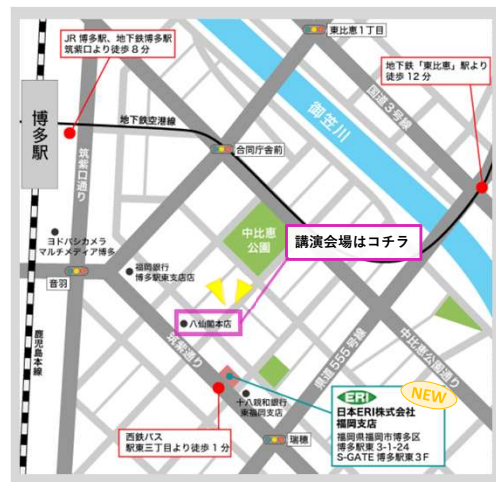 JR 博多駅、地下鉄博多駅
筑紫口より徒歩8分
東比恵1丁目
地下鉄「東比恵」駅より
徒歩12分
博多駅
地下鉄空港線
筑紫口通り
合同庁舎前
御笠川
国道3号線
ヨドバシカメラ
マルチメディア博多
音羽
福岡銀行
博多駅東支店店
中比恵
公園
講演会場はコチラ
八仙閣本店
筑紫通り
鹿児島本線
県道555号線
中比恵公園通り
十八親和銀行
東福岡支店
西鉄バス
駅東三丁目より徒歩1分
瑞穂
ERI
NEW
日本ERI株式会社
福岡支店
福岡県福岡市博多区
博多駅東 3-1-24
S-GATE 博多駅東3F